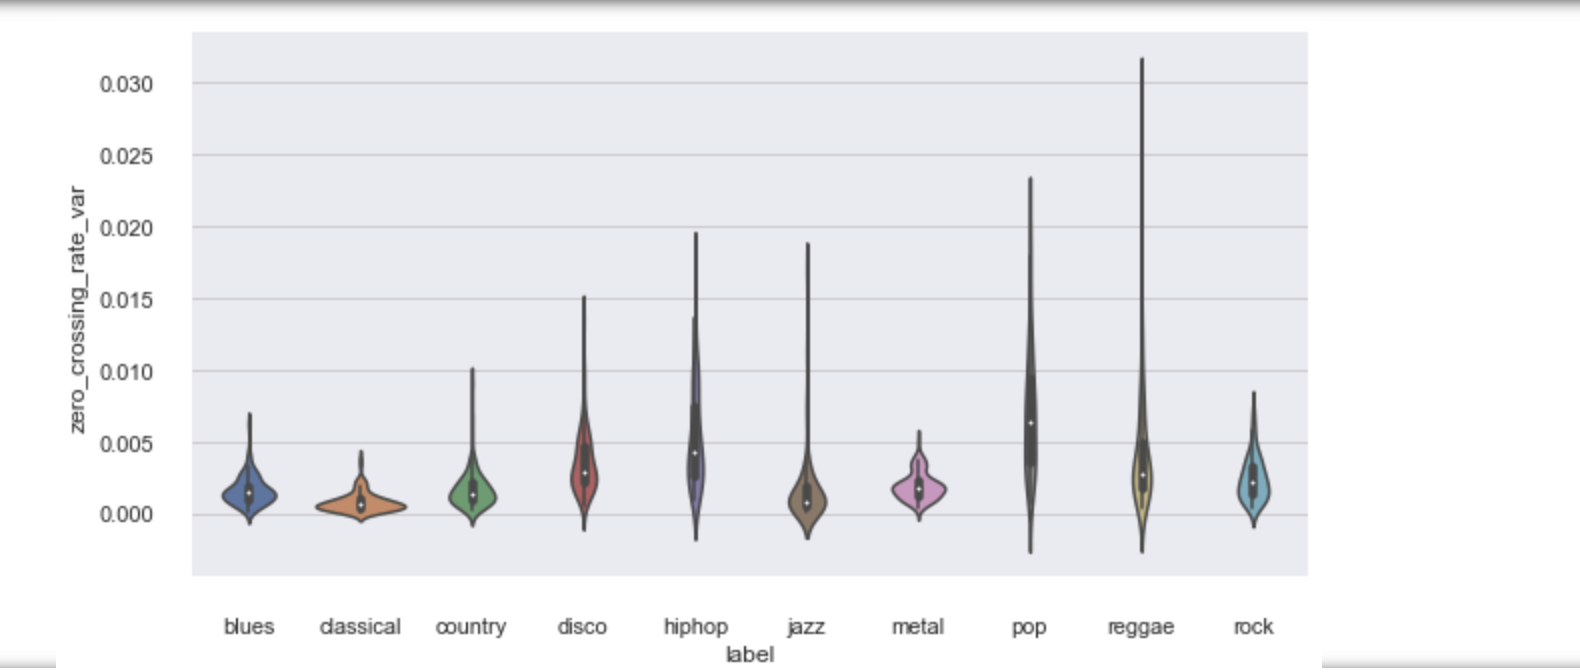 0.030
0.025
0.020
0.015
0.010
0.005
0.000
zero_crossing_rate_var
blues classical country disco hiphop jazz metal pop reggae rock
label